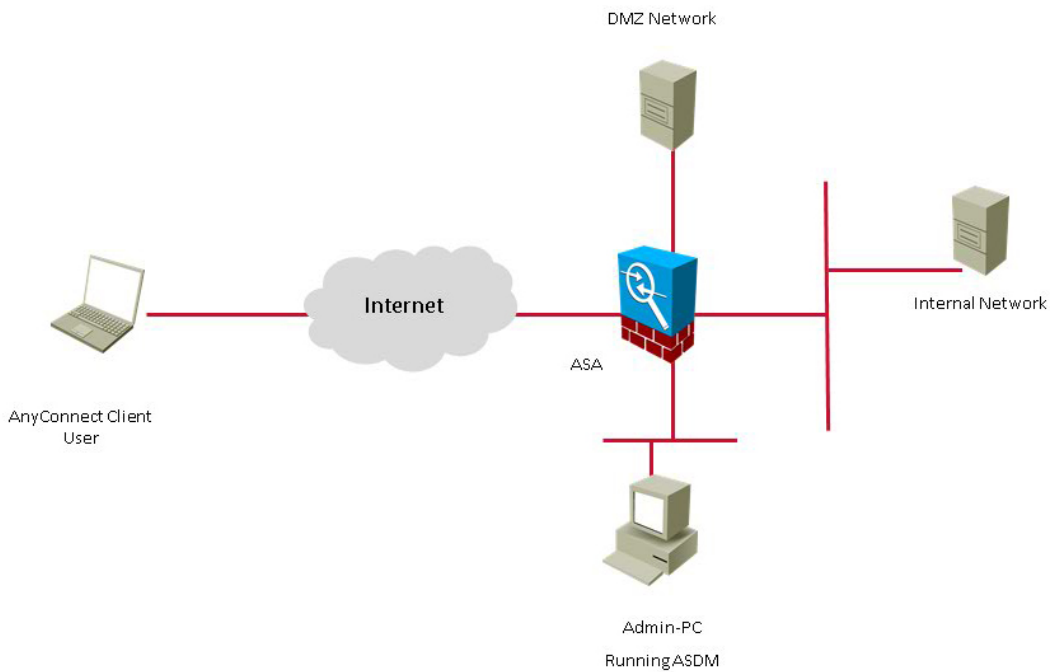 DMZ Network
Internet
Internal Network
ASA
AnyConnect Client
User
Admin-PC
Running ASDM